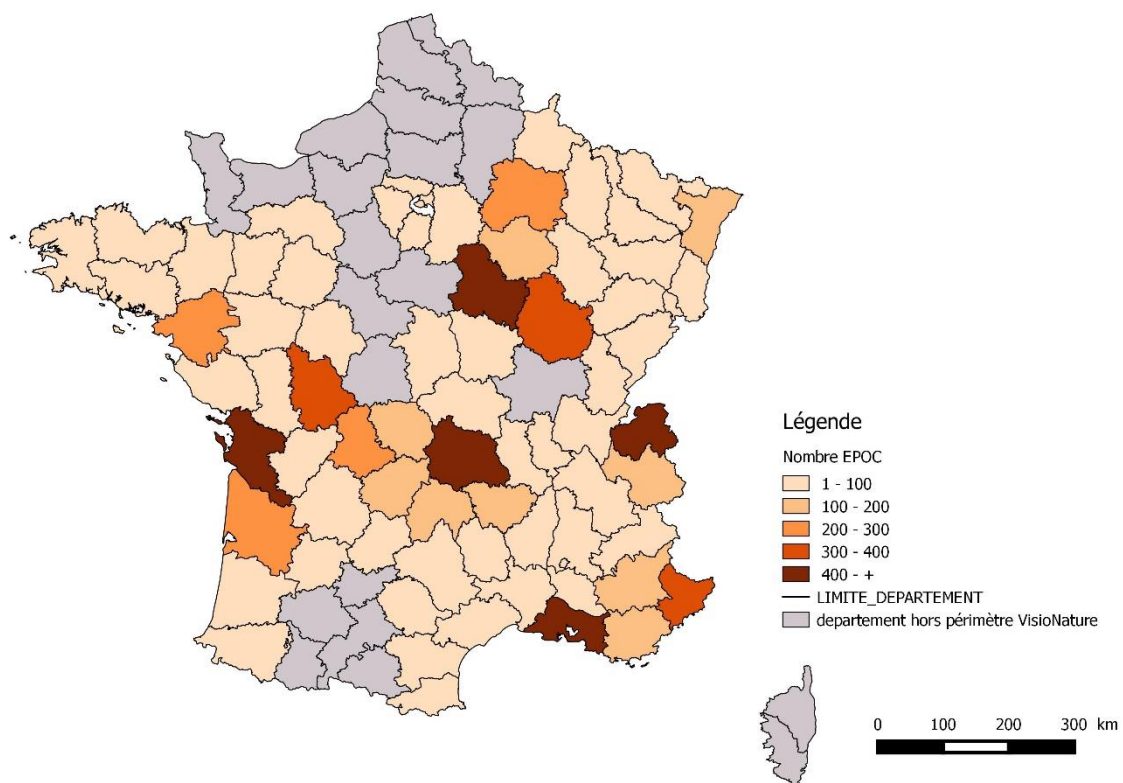 Légende
Nombre EPOC
1 - 100
100 - 200
200 - 300
300 - 400
400 - +
LIMITE_DEPARTEMENT
departement hors périmètre VisioNature
0 100 200 300 km